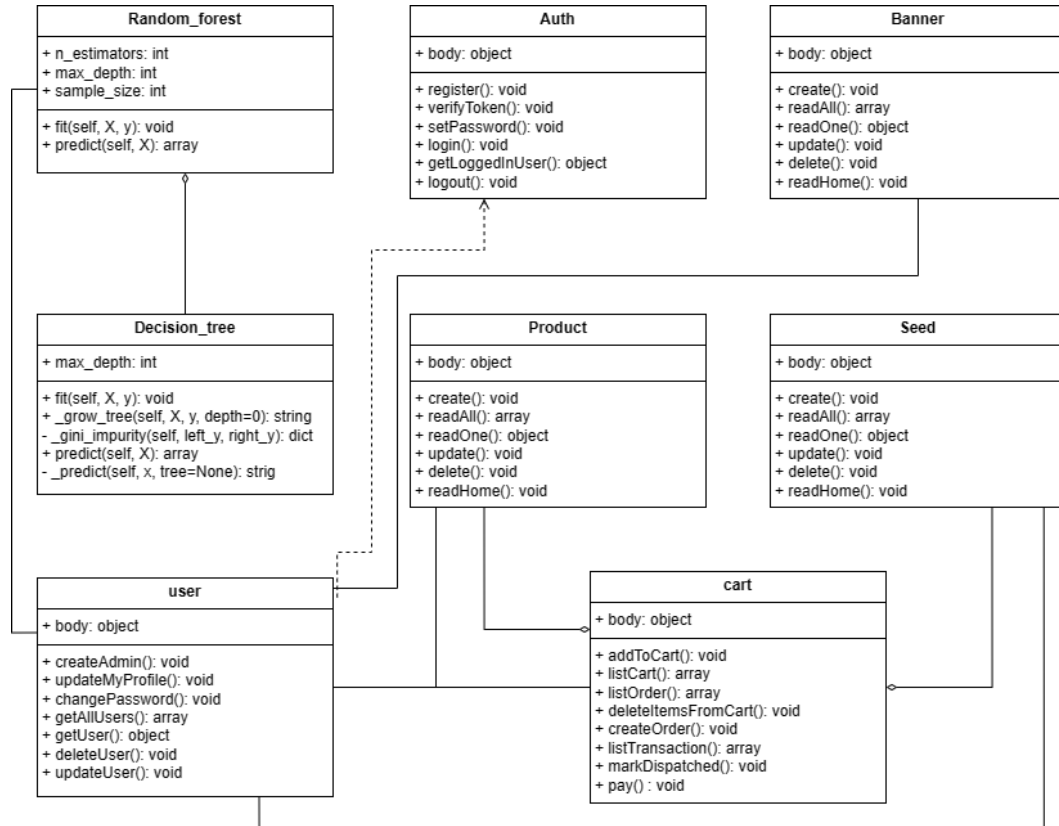 Random_forest
+ n_estimators: int
+ max_depth: int
+ sample_size: int
+ fit(self, X, y): void
+ predict(self, X): array
Auth
+ body: object
+ register(): void
+ verifyToken(): void
+ setPassword(): void
+ login(): void
+ getLoggedInUser(): object
+ logout(): void
Banner
+ body: object
+ create(): void
+ readAll(): array
+ readOne(): object
+ update(): void
+ delete(): void
+ readHome(): void
Decision_tree
+ max_depth: int
+ fit(self, X, y): void
+ _grow_tree(self, X, y, depth=0): string
- _gini_impurity(self, left_y, right_y): dict
+ predict(self, X): array
- _predict(self, x, tree=None): strig
Product
+ body: object
+ create(): void
+ readAll(): array
+ readOne(): object
+ update(): void
+ delete(): void
+ readHome(): void
Seed
+ body: object
+ create(): void
+ readAll(): array
+ readOne(): object
+ update(): void
+ delete(): void
+ readHome(): void
user
+ body: object
+ createAdmin(): void
+ updateMyProfile(): void
+ changePassword(): void
+ getAllUsers(): array
+ getUser(): object
+ deleteUser(): void
+ updateUser(): void
cart
+ body: object
+ addToCart(): void
+ listCart(): array
+ listOrder(): array
+ deleteItemsFromCart(): void
+ createOrder(): void
+ listTransaction(): array
+ markDispatched(): void
+ pay() : void